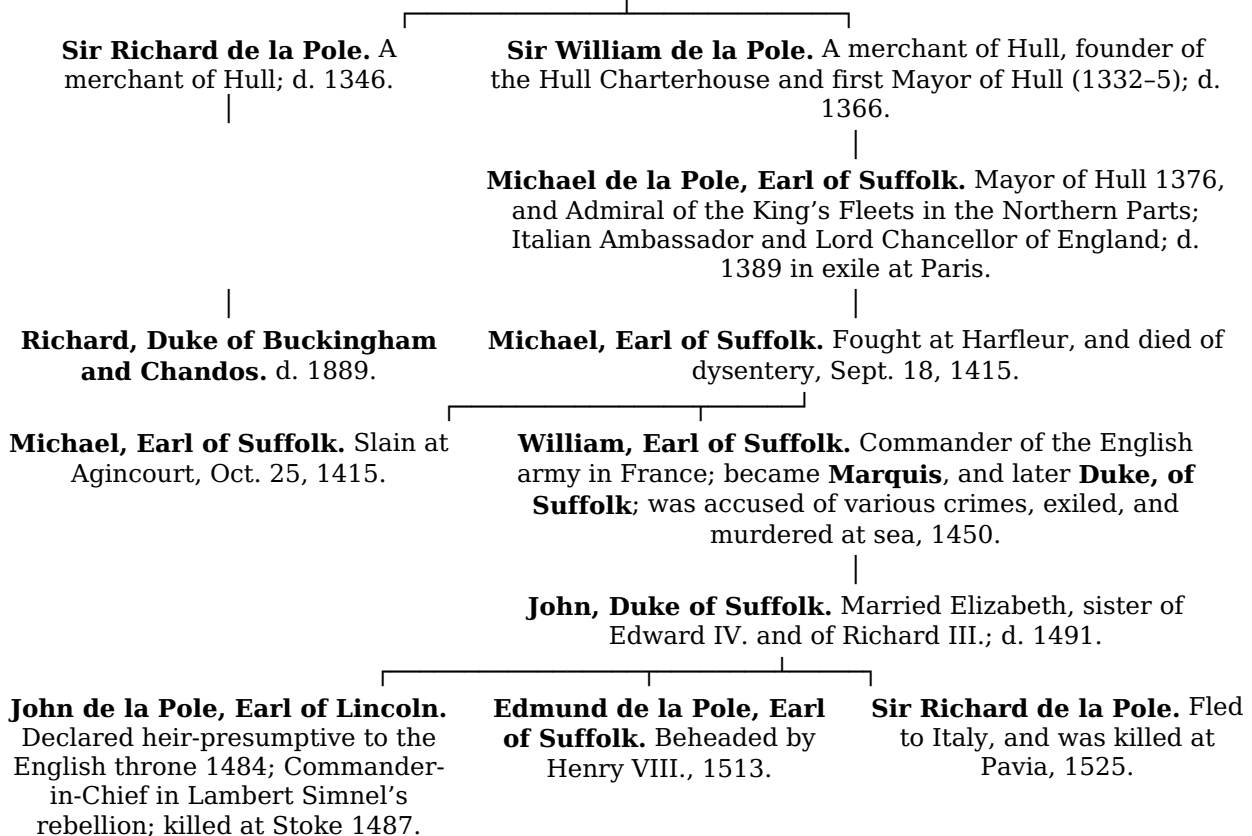 Sir Richard de la Pole. A
merchant of Hull; d. 1346.
Sir William de la Pole. A merchant of Hull, founder of
the Hull Charterhouse and first Mayor of Hull (1332–5); d.
1366.
Michael de la Pole, Earl of Suffolk. Mayor of Hull 1376,
and Admiral of the King’s Fleets in the Northern Parts;
Italian Ambassador and Lord Chancellor of England; d.
1389 in exile at Paris.
Richard, Duke of Buckingham
and Chandos. d. 1889.
Michael, Earl of Suffolk. Fought at Harfleur, and died of
dysentery, Sept. 18, 1415.
Michael, Earl of Suffolk. Slain at
Agincourt, Oct. 25, 1415.
William, Earl of Suffolk. Commander of the English
army in France; became Marquis, and later Duke, of
Suffolk; was accused of various crimes, exiled, and
murdered at sea, 1450.
John, Duke of Suffolk. Married Elizabeth, sister of
Edward IV. and of Richard III.; d. 1491.
John de la Pole, Earl of Lincoln.
Declared heir-presumptive to the
English throne 1484; Commander-
in-Chief in Lambert Simnel’s
rebellion; killed at Stoke 1487.
Edmund de la Pole, Earl
of Suffolk. Beheaded by
Henry VIII., 1513.
Sir Richard de la Pole. Fled
to Italy, and was killed at
Pavia, 1525.